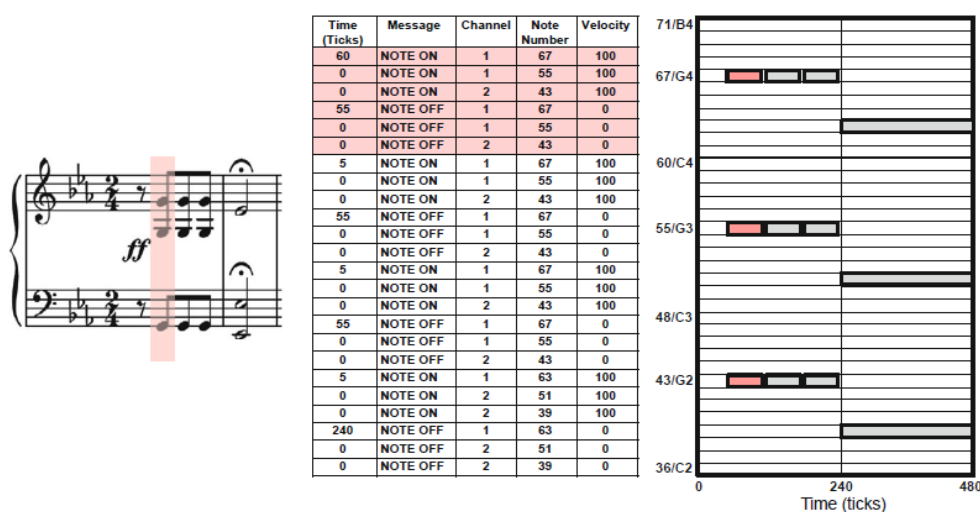 ff
2
4
2
4
Time (Ticks) Message Channel Note Number Velocity
60 NOTE ON 1 67 100
0 NOTE ON 1 55 100
0 NOTE ON 2 43 100
55 NOTE OFF 1 67 0
0 NOTE OFF 1 55 0
0 NOTE OFF 2 43 0
5 NOTE ON 1 67 100
0 NOTE ON 1 55 100
0 NOTE ON 2 43 100
55 NOTE OFF 1 67 0
0 NOTE OFF 1 55 0
0 NOTE OFF 2 43 0
5 NOTE ON 1 67 100
0 NOTE ON 1 55 100
0 NOTE ON 2 43 100
55 NOTE OFF 1 67 0
0 NOTE OFF 1 55 0
0 NOTE OFF 2 43 0
5 NOTE ON 1 63 100
0 NOTE ON 2 51 100
0 NOTE ON 2 39 100
240 NOTE OFF 1 63 0
0 NOTE OFF 2 51 0
0 NOTE OFF 2 39 0
71/B4
67/G4
60/C4
55/G3
48/C3
43/G2
36/C2
0 240 480
Time (ticks)